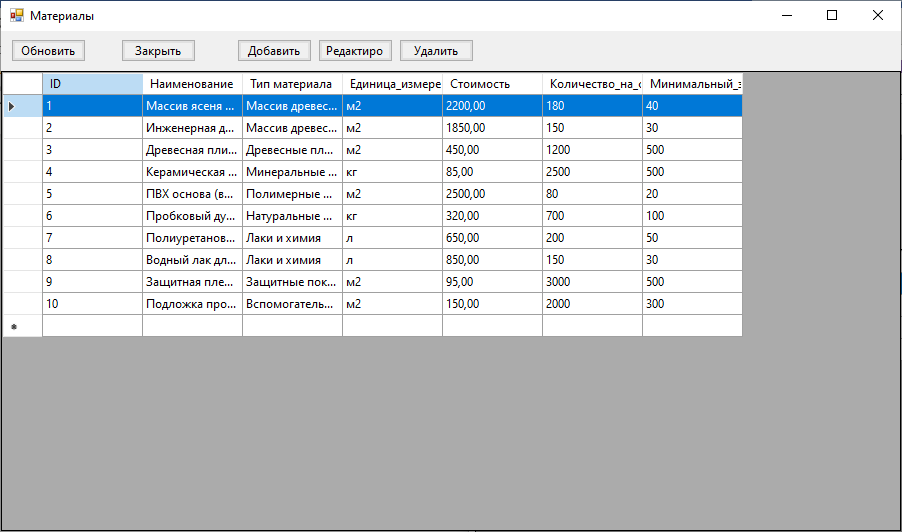 Материалы
Обновить Закрыть Добавить Редактиро Удалить
ID Наименование Тип материала Единица_измере Стоимость Количество_на_с Минимальный_з
1 Массив ясеня ... Массив древес... м2 2200,00 180 40
2 Инженерная д... Массив древес... м2 1850,00 150 30
3 Древесная пли... Древесные пл... м2 450,00 1200 500
4 Керамическая ... Минеральные ... кг 85,00 2500 500
5 ПВХ основа (в... Полимерные ... м2 2500,00 80 20
6 Пробковый ду... Натуральные ... кг 320,00 700 100
7 Полиуретанов... Лаки и химия л 650,00 200 50
8 Водный лак дл... Лаки и химия л 850,00 150 30
9 Защитная пле... Защитные пок... м2 95,00 3000 500
10 Подложка про... Вспомогатель... м2 150,00 2000 300